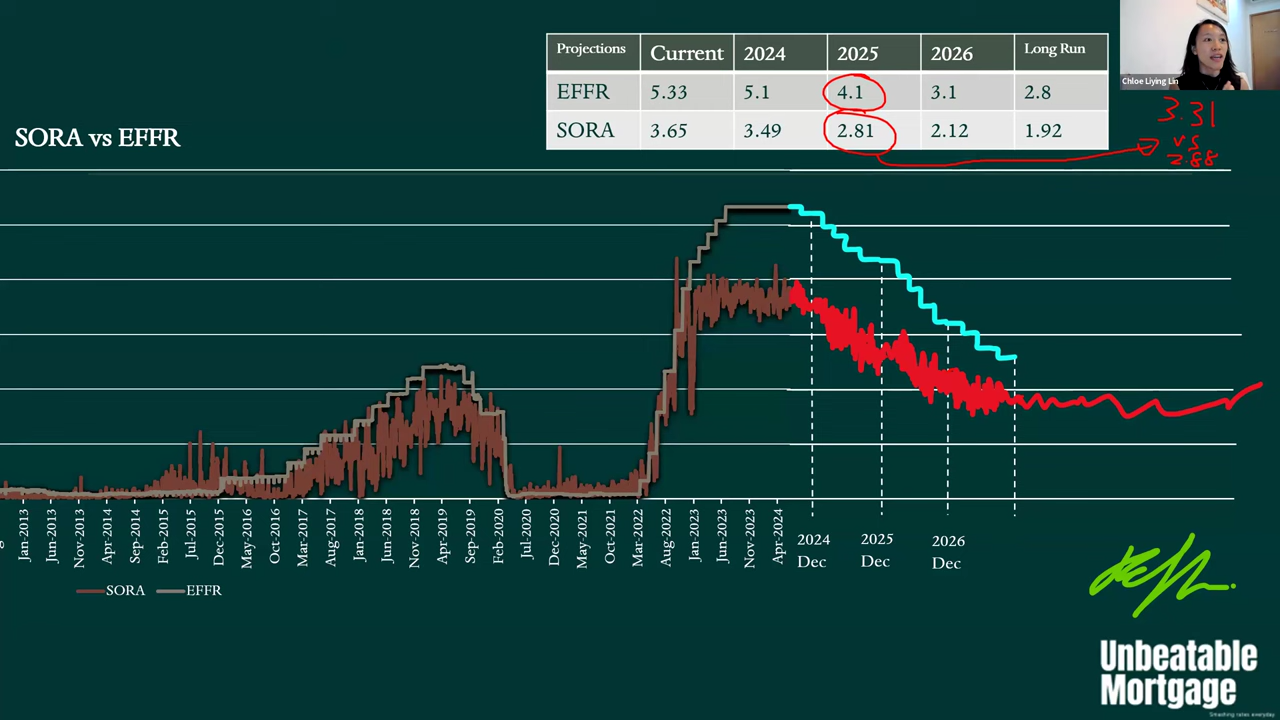 Projections Current 2024 2025 2026 Long Run
EFFR 5.33 5.1 4.1 3.1 2.8
SORA 3.65 3.49 2.81 2.12 1.92
Chloe Liying Lin
3.31
vs
2.88
SORA vs EFFR
Jan-2013 Jun-2013 Nov-2013 Apr-2014 Sep-2014 Feb-2015 Jul-2015 Dec-2015 May-2016 Oct-2016 Mar-2017 Aug-2017 Jan-2018 Jun-2018 Nov-2018 Apr-2019 Sep-2019 Feb-2020 Jul-2020 Dec-2020 May-2021 Oct-2021 Mar-2022 Aug-2022 Jan-2023 Jun-2023 Nov-2023 Apr-2024
2024 2025 2026
Dec Dec Dec
SORA EFFR
Unbeatable
Mortgage
Smashing rates everyday